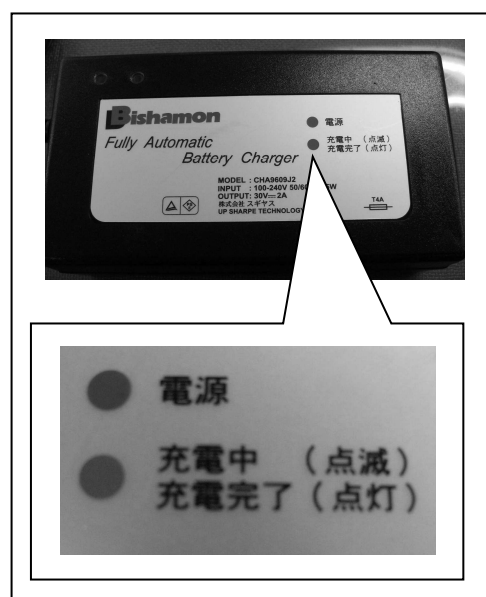 Bishamon
電源
Fully Automatic
Battery Charger
充電中 (点滅)
充電完了(点灯)
MODEL : CHA9609J2
INPUT : 100-240V 50/60
OUTPUT: 30V⎓2A
株式会社 スギヤス
UP SHARPE TECHNOLOGY
T4A
電源
充電中 (点滅)
充電完了(点灯)